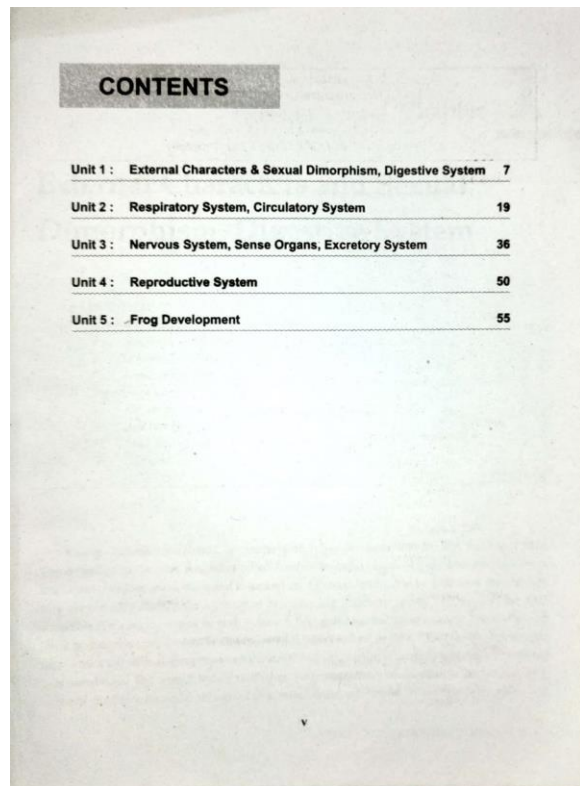 CONTENTS
Unit 1 : External Characters & Sexual Dimorphism, Digestive System 7
Unit 2 : Respiratory System, Circulatory System 19
Unit 3 : Nervous System, Sense Organs, Excretory System 36
Unit 4 : Reproductive System 50
Unit 5 : Frog Development 55
v